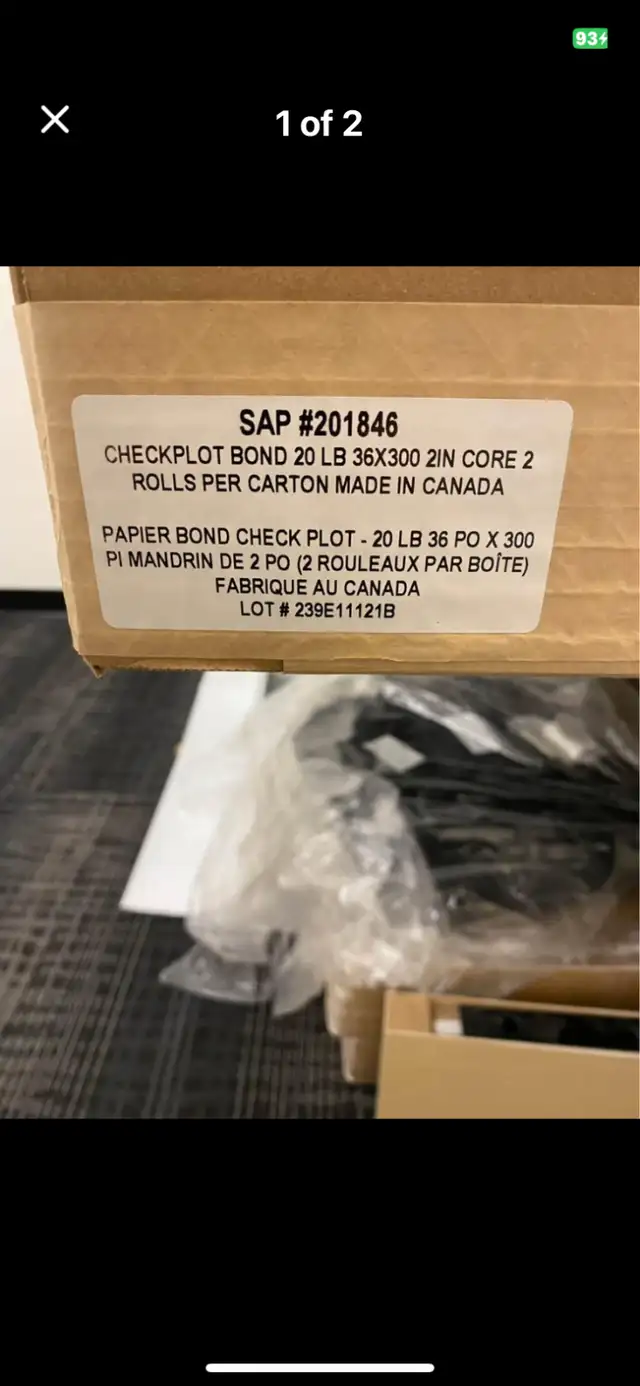 93
1 of 2
SAP #201846
CHECKPLOT BOND 20 LB 36X300 2IN CORE 2
ROLLS PER CARTON MADE IN CANADA
PAPIER BOND CHECK PLOT - 20 LB 36 PO X 300
PI MANDRIN DE 2 PO (2 ROULEAUX PAR BOÎTE)
FABRIQUE AU CANADA
LOT # 239E11121B